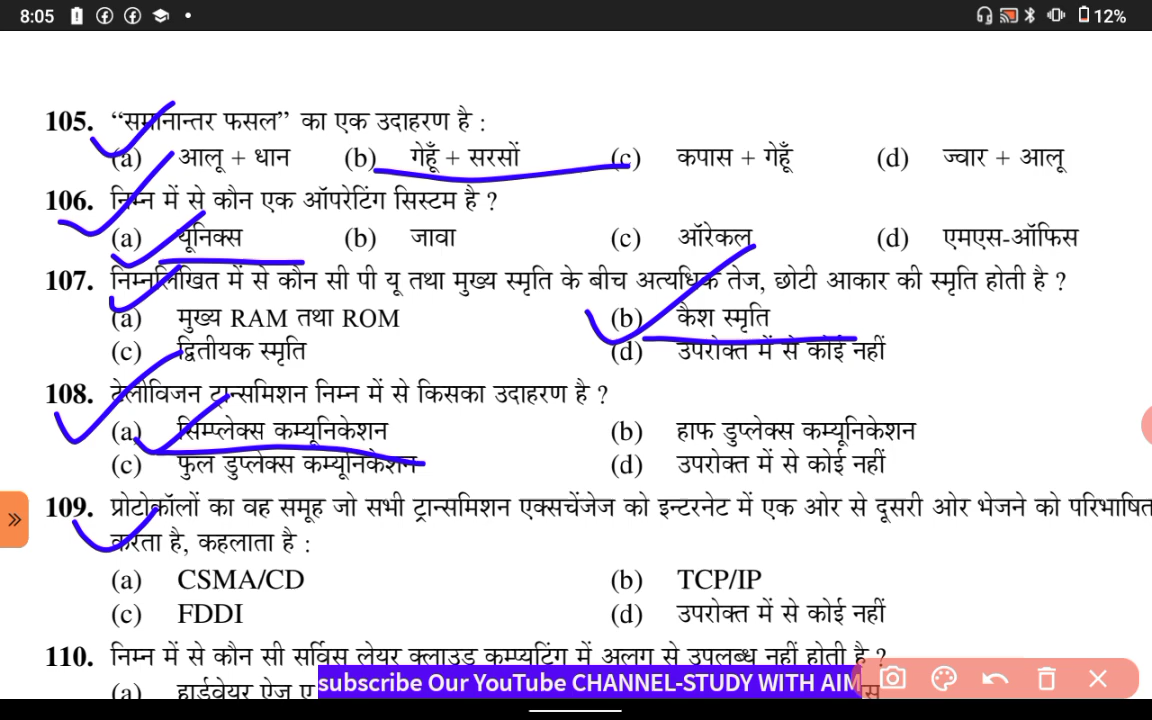 8:05 12%
105. “समानान्तर फसल” का एक उदाहरण है :
(a) आलू + धान (b) गेहूँ + सरसों (c) कपास + गेहूँ (d) ज्वार + आलू
106. निम्न में से कौन एक ऑपरेटिंग सिस्टम है ?
(a) यूनिक्स (b) जावा (c) ऑरेकल (d) एमएस-ऑफिस
107. निम्नलिखित में से कौन सी पी यू तथा मुख्य स्मृति के बीच अत्यधिक तेज, छोटी आकार की स्मृति होती है ?
(a) मुख्य RAM तथा ROM (b) कैश स्मृति
(c) द्वितीयक स्मृति (d) उपरोक्त में से कोई नहीं
108. टेलीविजन ट्रान्समिशन निम्न में से किसका उदाहरण है ?
(a) सिम्प्लेक्स कम्यूनिकेशन (b) हाफ डुप्लेक्स कम्यूनिकेशन
(c) फुल डुप्लेक्स कम्यूनिकेशन (d) उपरोक्त में से कोई नहीं
109. प्रोटोकॉलों का वह समूह जो सभी ट्रान्समिशन एक्सचेंजेज को इन्टरनेट में एक ओर से दूसरी ओर भेजने को परिभाषित
करता है, कहलाता है :
(a) CSMA/CD (b) TCP/IP
(c) FDDI (d) उपरोक्त में से कोई नहीं
110. निम्न में से कौन सी सर्विस लेयर क्लाउड कम्प्यूटिंग में अलग से उपलब्ध नहीं होती है ?
(a) हार्डवेयर ऐज ए
subscribe Our YouTube CHANNEL-STUDY WITH AIM